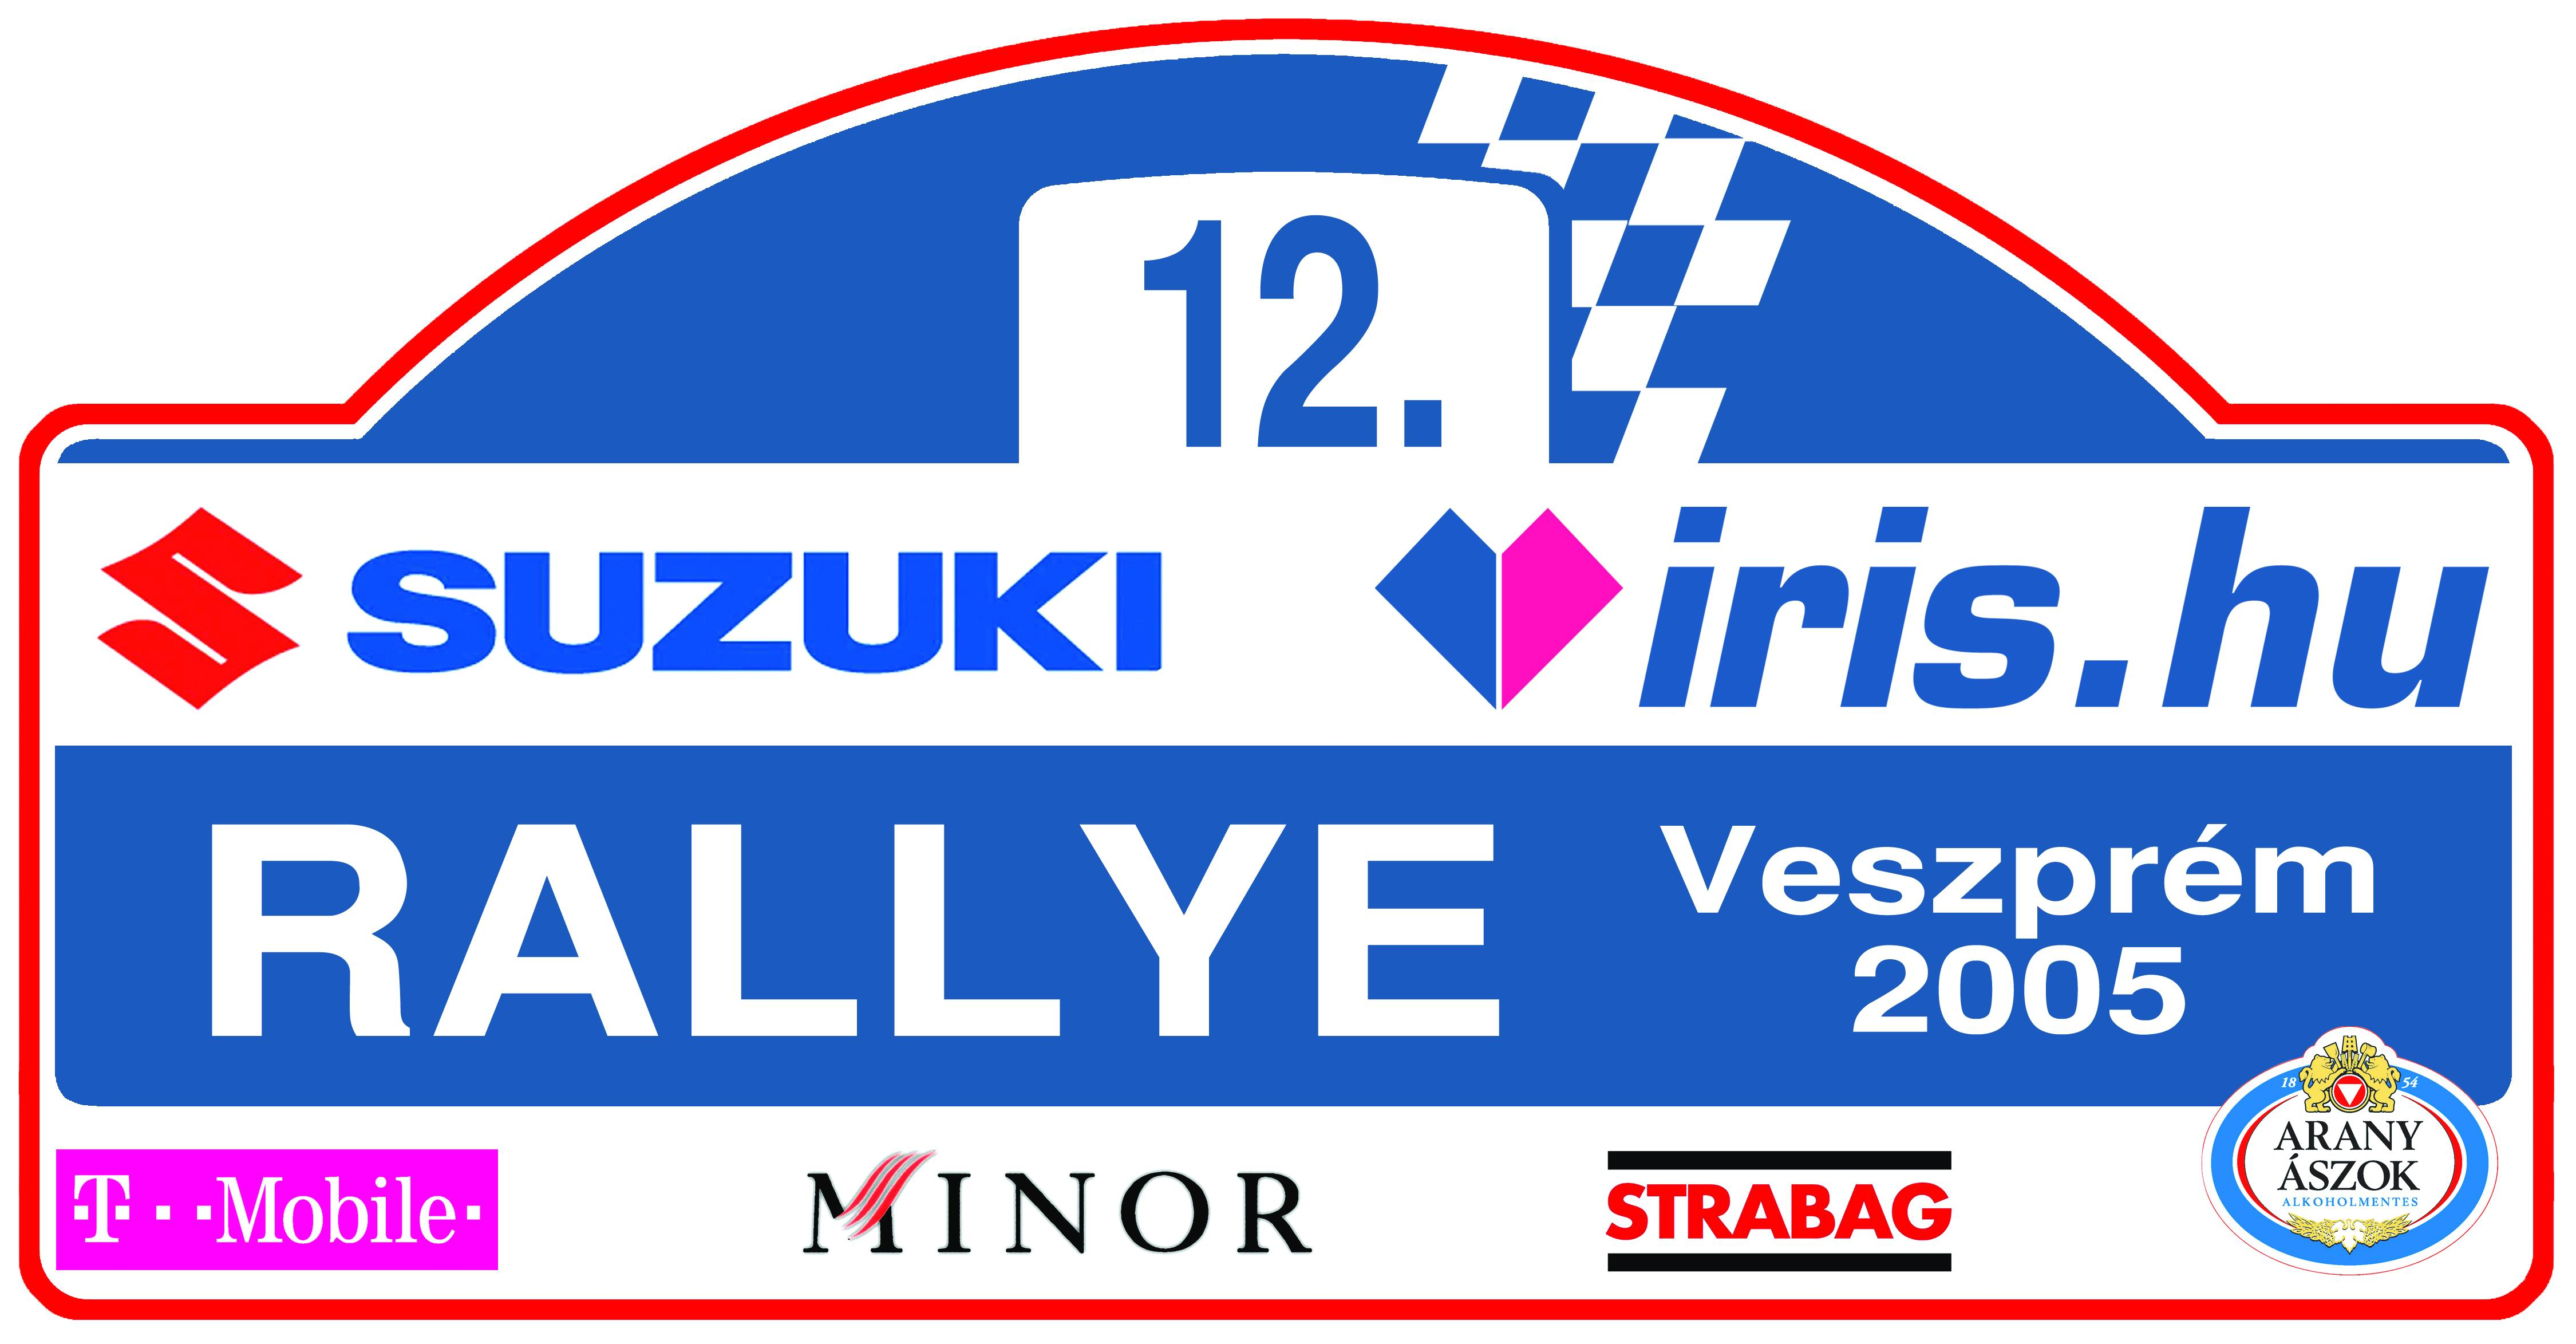 12.
SUZUKI iris.hu
RALLYE
Veszprém
2005
T··Mobile·
MINOR
STRABAG
18 54
ARANY
ÁSZOK
ALKOHOLMENTES